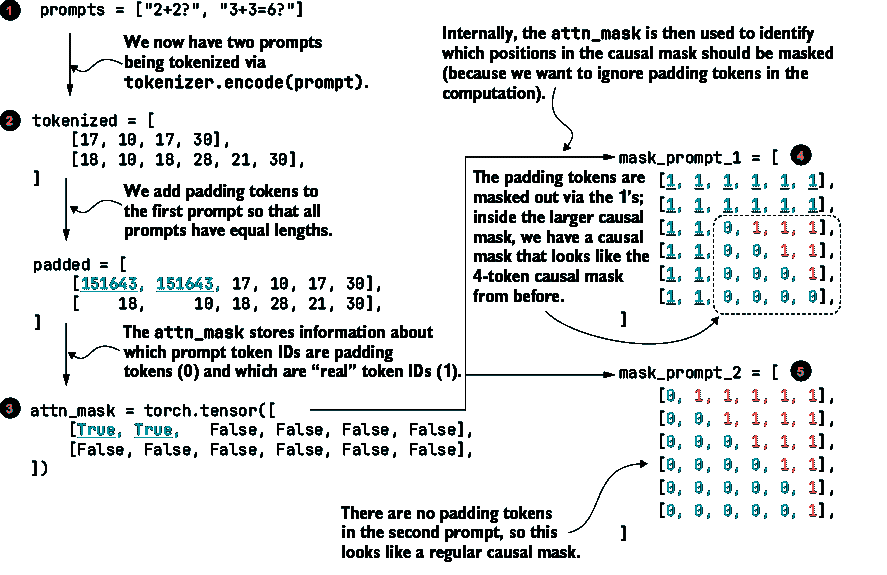 1 prompts = ["2+2?", "3+3=6?"]
We now have two prompts
being tokenized via
tokenizer.encode(prompt).
2 tokenized = [
[17, 10, 17, 30],
[18, 10, 18, 28, 21, 30],
]
We add padding tokens to
the first prompt so that all
prompts have equal lengths.
padded = [
[151643, 151643, 17, 10, 17, 30],
[ 18, 10, 18, 28, 21, 30],
]
The attn_mask stores information about
which prompt token IDs are padding
tokens (0) and which are “real” token IDs (1).
3 attn_mask = torch.tensor([
[True, True, False, False, False, False],
[False, False, False, False, False, False],
])
Internally, the attn_mask is then used to identify
which positions in the causal mask should be masked
(because we want to ignore padding tokens in the
computation).
mask_prompt_1 = [ 4
[1, 1, 1, 1, 1, 1],
[1, 1, 1, 1, 1, 1],
[1, 1, 0, 1, 1, 1],
[1, 1, 0, 0, 1, 1],
[1, 1, 0, 0, 0, 1],
[1, 1, 0, 0, 0, 0],
]
The padding tokens are
masked out via the 1's;
inside the larger causal
mask, we have a causal
mask that looks like the
4-token causal mask
from before.
mask_prompt_2 = [ 5
[0, 1, 1, 1, 1, 1],
[0, 0, 1, 1, 1, 1],
[0, 0, 0, 1, 1, 1],
[0, 0, 0, 0, 1, 1],
[0, 0, 0, 0, 0, 1],
[0, 0, 0, 0, 0, 1],
]
There are no padding tokens
in the second prompt, so this
looks like a regular causal mask.